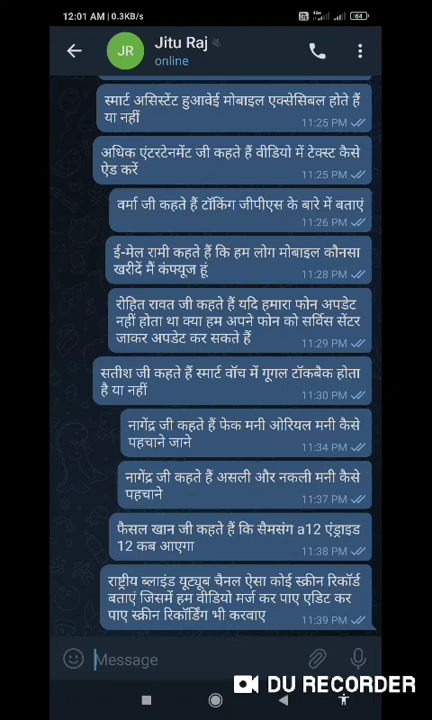 12:01 AM | 0.3KB/s
64
JR
Jitu Raj
online
स्मार्ट असिस्टेंट हुआवेई मोबाइल एक्सेसिबल होते हैं
या नहीं
11:25 PM
अधिक एंटरटेनमेंट जी कहते हैं वीडियो में टेक्स्ट कैसे
ऐड करें
11:25 PM
वर्मा जी कहते हैं टॉकिंग जीपीएस के बारे में बताएं
11:26 PM
ई-मेल रामी कहते हैं कि हम लोग मोबाइल कौनसा
खरीदें मैं कंफ्यूज हूं
11:28 PM
रोहित रावत जी कहते हैं यदि हमारा फोन अपडेट
नहीं होता था क्या हम अपने फोन को सर्विस सेंटर
जाकर अपडेट कर सकते हैं
11:29 PM
सतीश जी कहते हैं स्मार्ट वॉच में गूगल टॉकबैक होता
है या नहीं
11:30 PM
नागेंद्र जी कहते हैं फेक मनी ओरियल मनी कैसे
पहचाने जाने
11:34 PM
नागेंद्र जी कहते हैं असली और नकली मनी कैसे
पहचाने
11:37 PM
फैसल खान जी कहते हैं कि सैमसंग a12 एंड्राइड
12 कब आएगा
11:38 PM
राष्ट्रीय ब्लाइंड यूट्यूब चैनल ऐसा कोई स्क्रीन रिकॉर्ड
बताएं जिसमें हम वीडियो मर्ज कर पाए एडिट कर
पाए स्क्रीन रिकॉर्डिंग भी करवाए
11:39 PM
Message
DU RECORDER